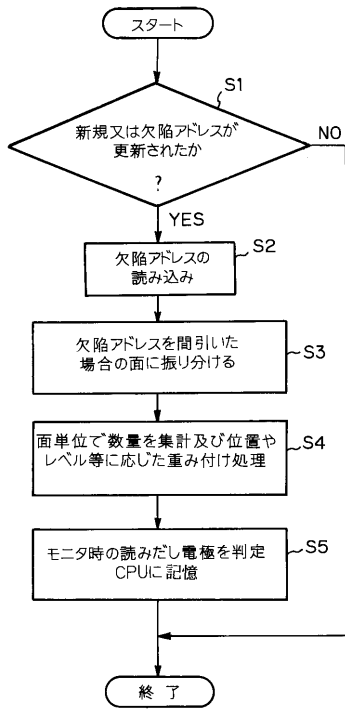 スタート
S1
新規又は欠陥アドレスが
更新されたか
?
NO
YES
S2
欠陥アドレスの
読み込み
欠陥アドレスを間引いた
場合の面に振り分ける
S3
面単位で数量を集計及び位置や
レベル等に応じた重み付け処理
S4
モニタ時の読みだし電極を判定
CPUに記憶
S5
終了